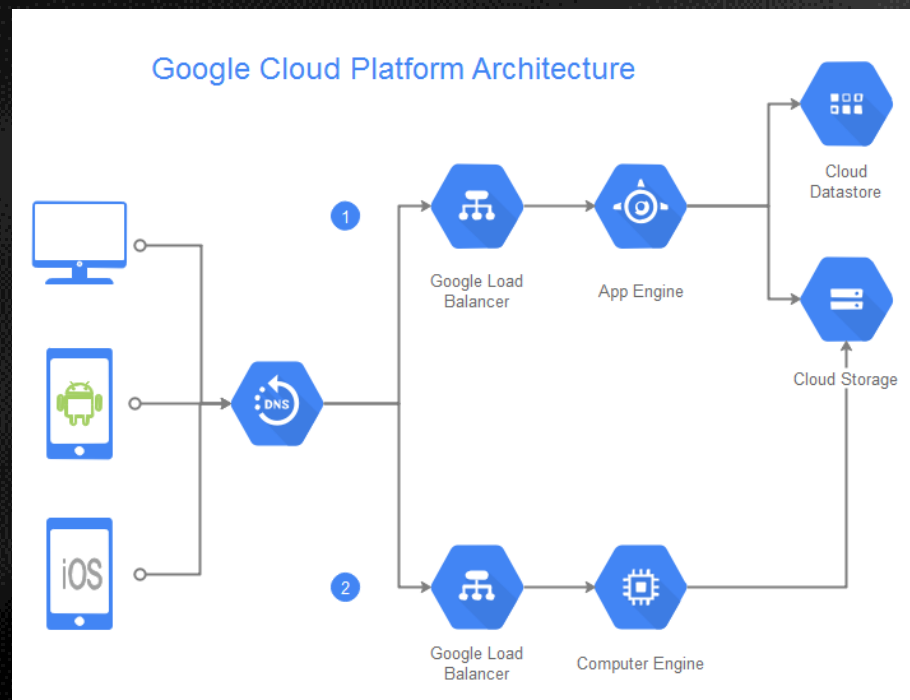 Google Cloud Platform Architecture
Cloud
Datastore
1
Google Load
Balancer
App Engine
Cloud Storage
DNS
iOS
2
Google Load
Balancer
Computer Engine